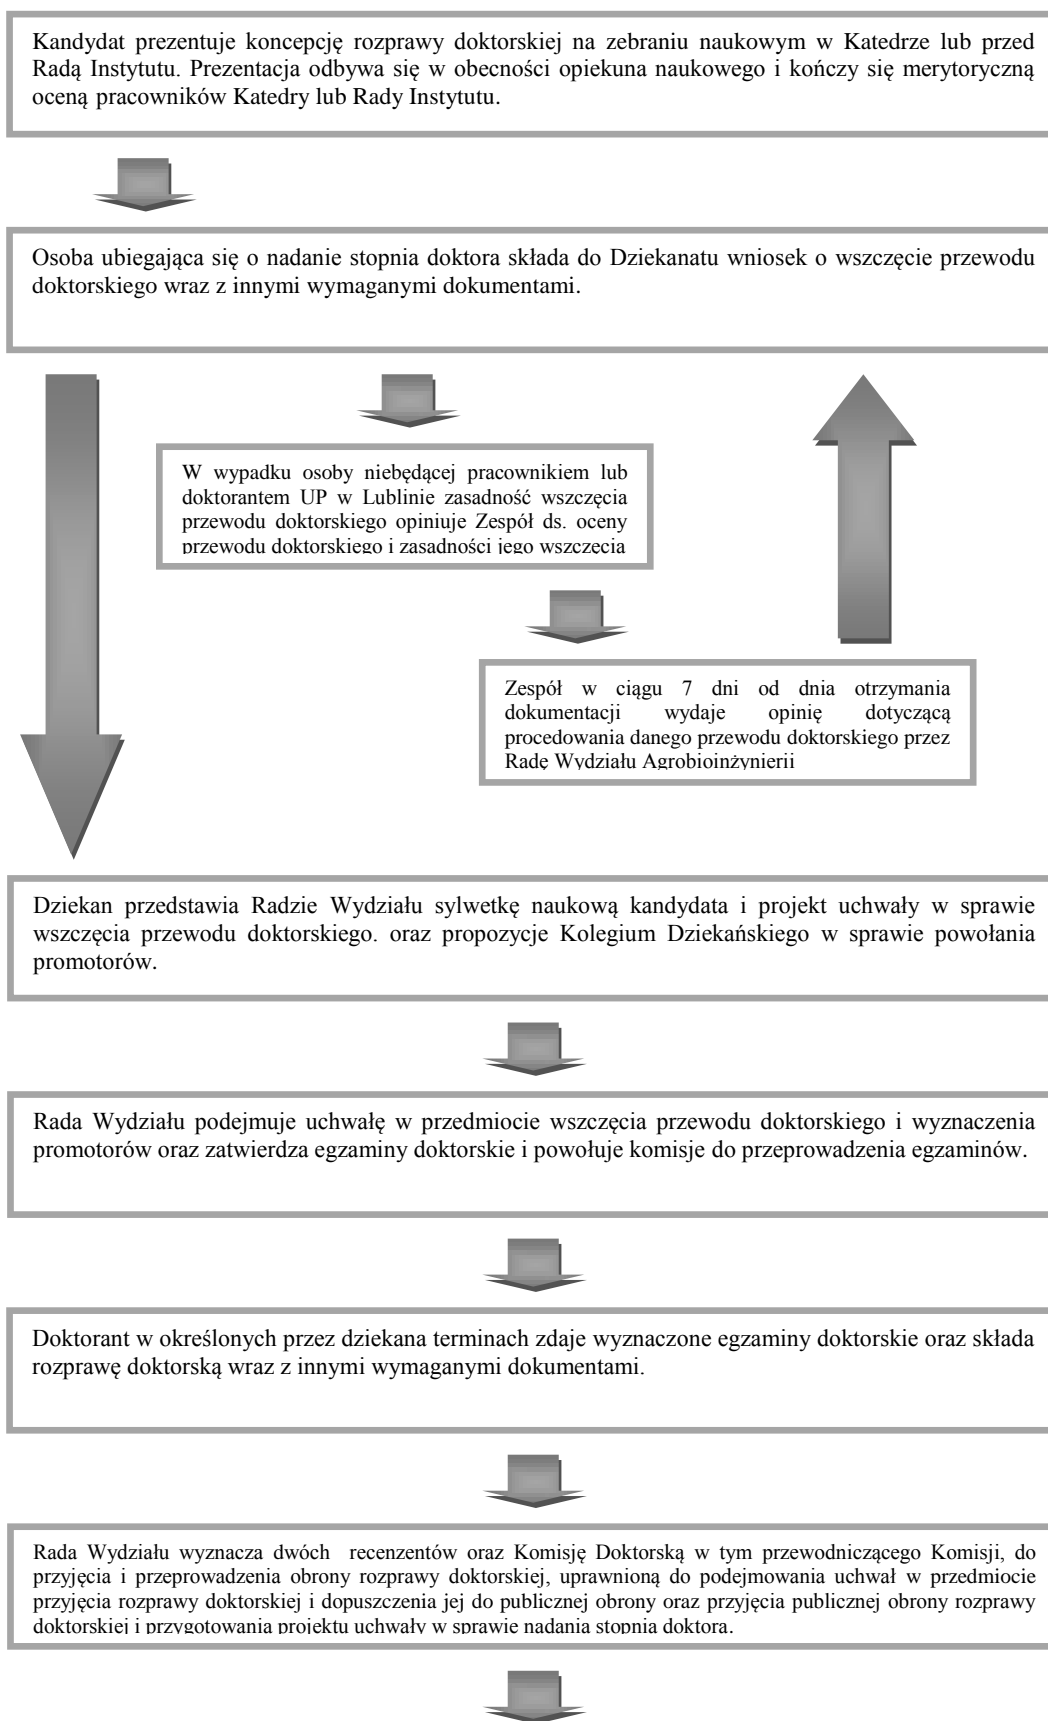 Kandydat prezentuje koncepcję rozprawy doktorskiej na zebraniu naukowym w Katedrze lub przed
Radą Instytutu. Prezentacja odbywa się w obecności opiekuna naukowego i kończy się merytoryczną
oceną pracowników Katedry lub Rady Instytutu.
Osoba ubiegająca się o nadanie stopnia doktora składa do Dziekanatu wniosek o wszczęcie przewodu
doktorskiego wraz z innymi wymaganymi dokumentami.
W wypadku osoby niebędącej pracownikiem lub
doktorantem UP w Lublinie zasadność wszczęcia
przewodu doktorskiego opiniuje Zespół ds. oceny
przewodu doktorskiego i zasadności jego wszczęcia
Zespół w ciągu 7 dni od dnia otrzymania
dokumentacji wydaje opinię dotyczącą
procedowania danego przewodu doktorskiego przez
Radę Wydziału Agrobioinżynierii
Dziekan przedstawia Radzie Wydziału sylwetkę naukową kandydata i projekt uchwały w sprawie
wszczęcia przewodu doktorskiego. oraz propozycje Kolegium Dziekańskiego w sprawie powołania
promotorów.
Rada Wydziału podejmuje uchwałę w przedmiocie wszczęcia przewodu doktorskiego i wyznaczenia
promotorów oraz zatwierdza egzaminy doktorskie i powołuje komisje do przeprowadzenia egzaminów.
Doktorant w określonych przez dziekana terminach zdaje wyznaczone egzaminy doktorskie oraz składa
rozprawę doktorską wraz z innymi wymaganymi dokumentami.
Rada Wydziału wyznacza dwóch recenzentów oraz Komisję Doktorską w tym przewodniczącego Komisji, do
przyjęcia i przeprowadzenia obrony rozprawy doktorskiej, uprawnioną do podejmowania uchwał w przedmiocie
przyjęcia rozprawy doktorskiej i dopuszczenia jej do publicznej obrony oraz przyjęcia publicznej obrony rozprawy
doktorskiej i przygotowania projektu uchwały w sprawie nadania stopnia doktora.